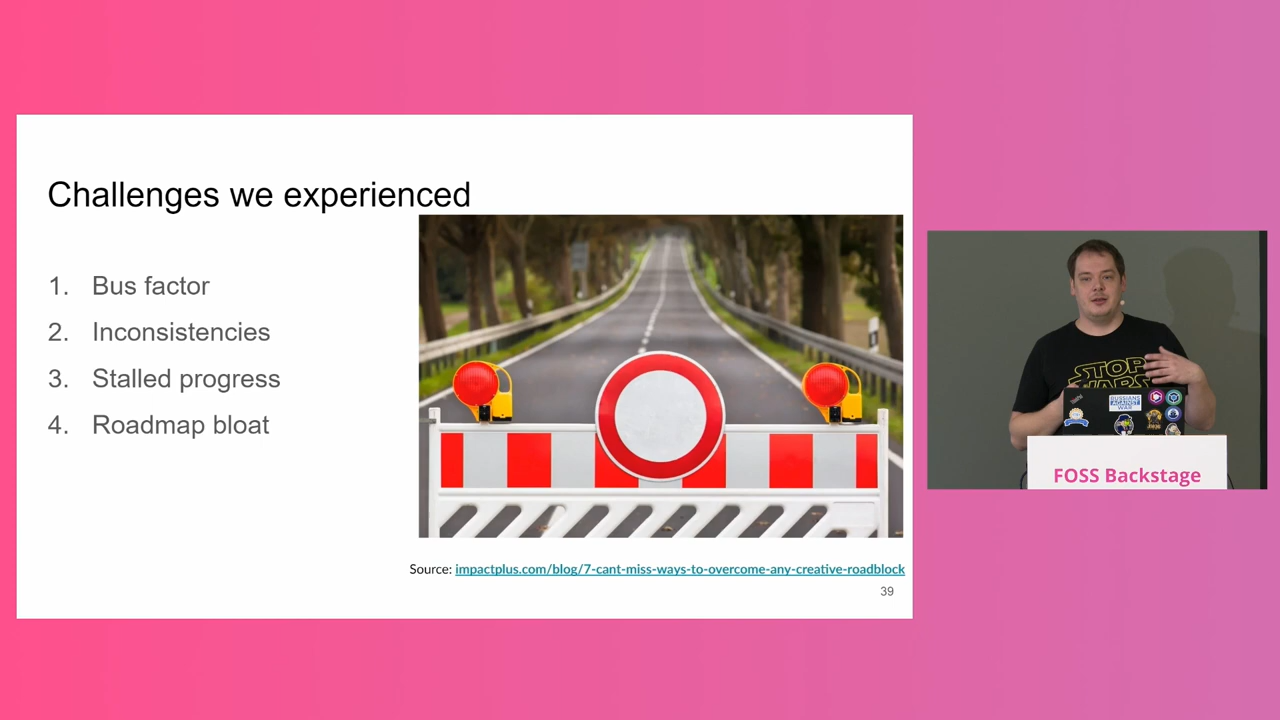 Challenges we experienced
1. Bus factor
2. Inconsistencies
3. Stalled progress
4. Roadmap bloat
Source: impactplus.com/blog/7-cant-miss-ways-to-overcome-any-creative-roadblock
39
STOP
WARS
RUSSIANS
AGAINST
WAR
FOSS Backstage